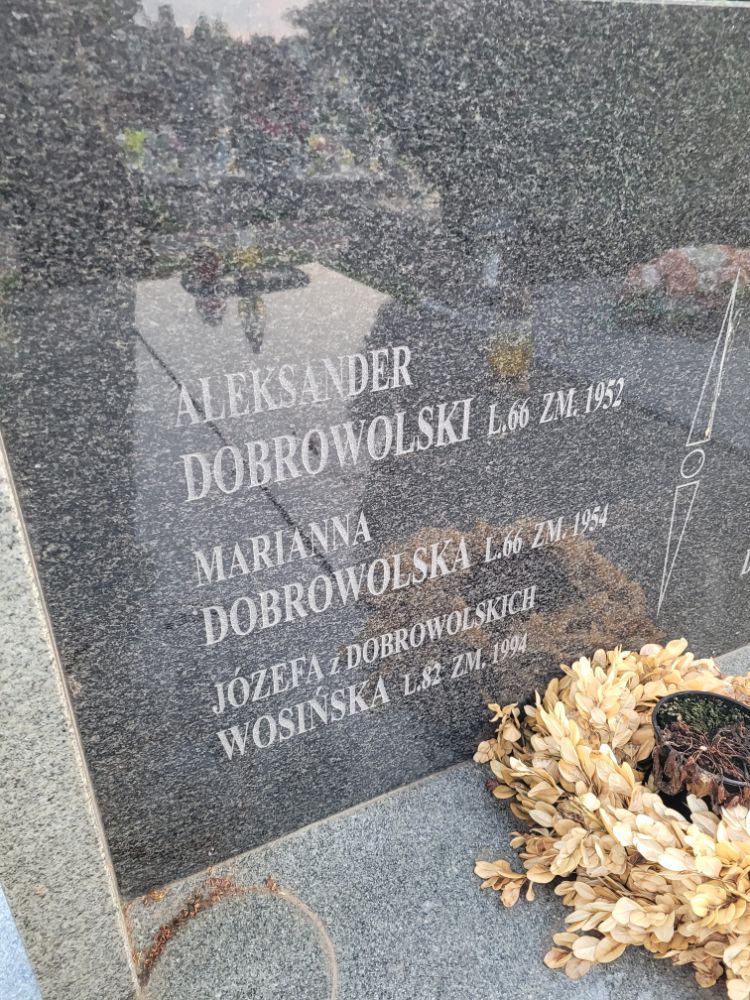 ALEKSANDER
DOBROWOLSKI L.66 ZM. 1952
MARIANNA
DOBROWOLSKA L.66 ZM. 1954
JÓZEFA z DOBROWOLSKICH
WOSIŃSKA L.82 ZM. 1994